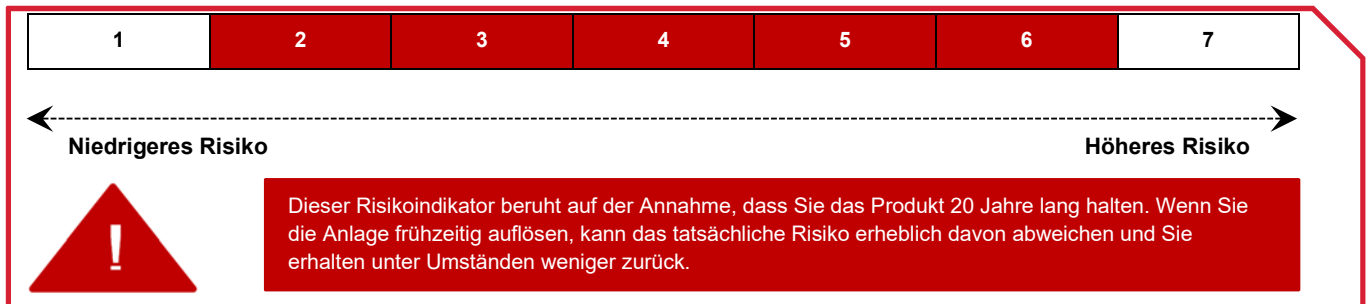 1 2 3 4 5 6 7
Niedrigeres Risiko Höheres Risiko
!
Dieser Risikoindikator beruht auf der Annahme, dass Sie das Produkt 20 Jahre lang halten. Wenn Sie
die Anlage frühzeitig auflösen, kann das tatsächliche Risiko erheblich davon abweichen und Sie
erhalten unter Umständen weniger zurück.